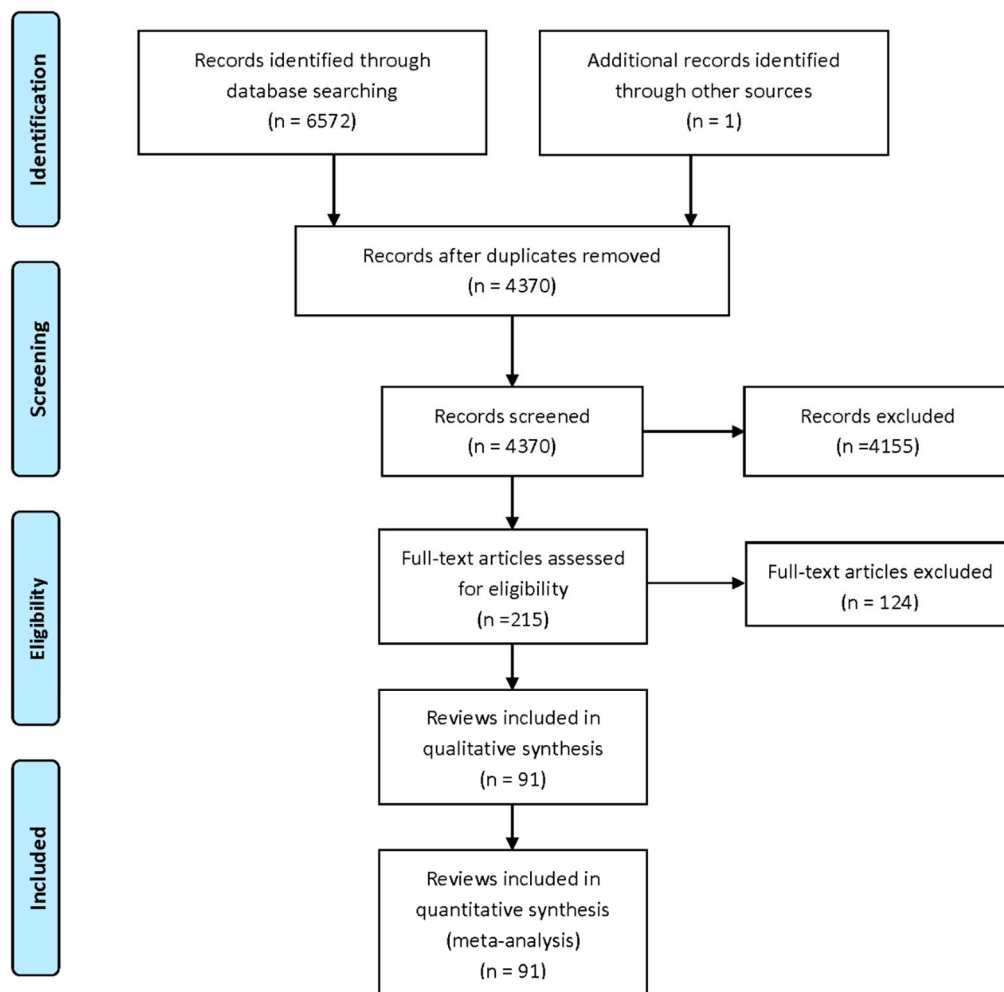 Identification
Records identified through
database searching
(n = 6572)
Additional records identified
through other sources
(n = 1)
Records after duplicates removed
(n = 4370)
Screening
Records screened
(n = 4370)
Records excluded
(n =4155)
Eligibility
Full-text articles assessed
for eligibility
(n =215)
Full-text articles excluded
(n = 124)
Reviews included in
qualitative synthesis
(n = 91)
Included
Reviews included in
quantitative synthesis
(meta-analysis)
(n = 91)